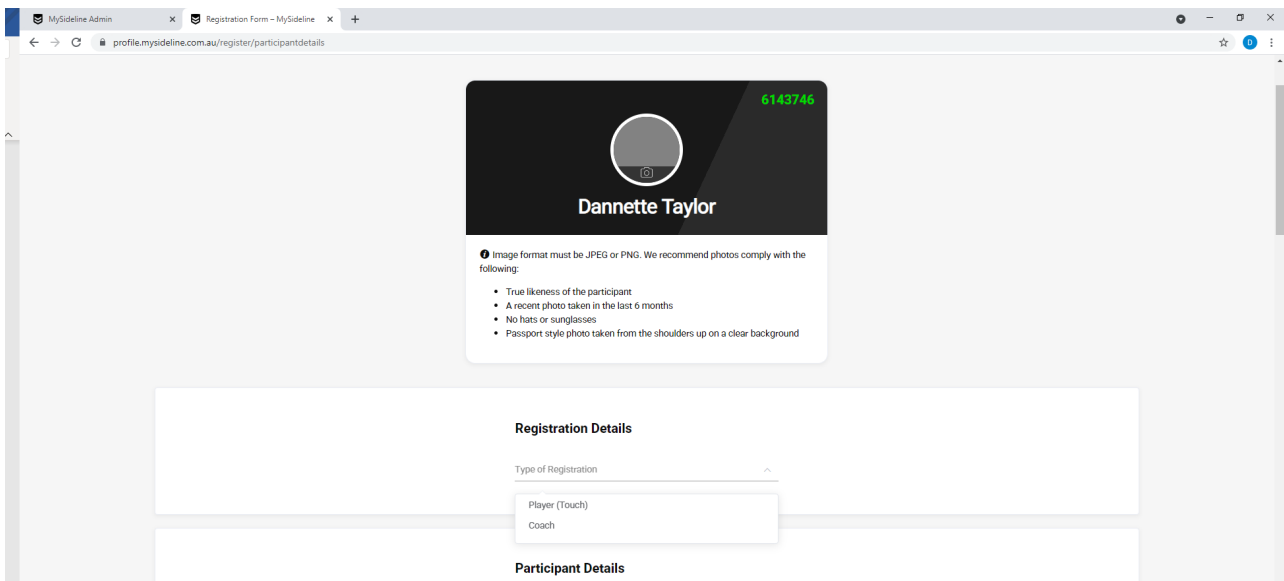 MySideline Admin
Registration Form – MySideline
profile.mysideline.com.au/register/participantdetails
D
6143746
Dannette Taylor
Image format must be JPEG or PNG. We recommend photos comply with the
following:
• True likeness of the participant
• A recent photo taken in the last 6 months
• No hats or sunglasses
• Passport style photo taken from the shoulders up on a clear background
Registration Details
Type of Registration
Player (Touch)
Coach
Participant Details